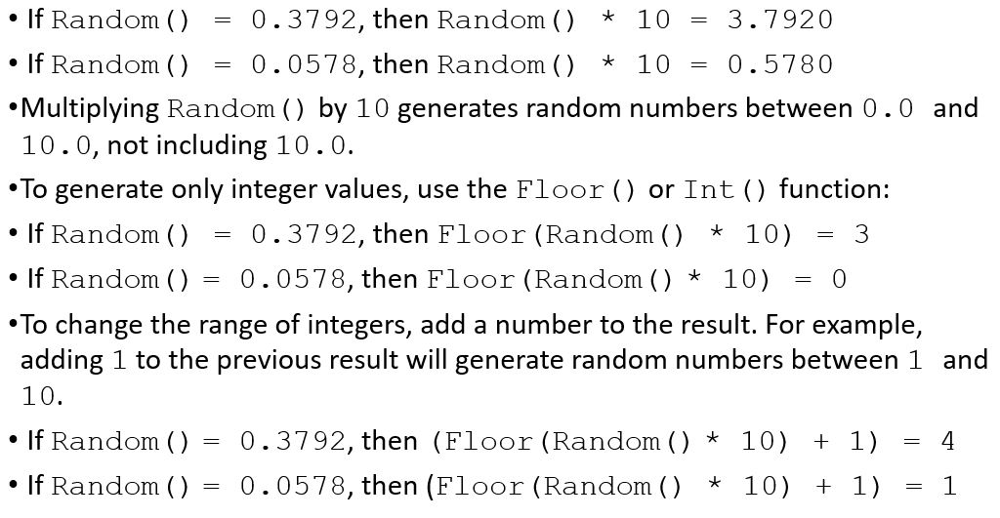 • If Random() = 0.3792, then Random() * 10 = 3.7920
• If Random() = 0.0578, then Random() * 10 = 0.5780
•Multiplying Random() by 10 generates random numbers between 0.0 and
10.0, not including 10.0.
•To generate only integer values, use the Floor() or Int() function:
• If Random() = 0.3792, then Floor(Random() * 10) = 3
• If Random() = 0.0578, then Floor(Random() * 10) = 0
•To change the range of integers, add a number to the result. For example,
adding 1 to the previous result will generate random numbers between 1 and
10.
• If Random() = 0.3792, then (Floor(Random() * 10) + 1) = 4
• If Random() = 0.0578, then (Floor(Random() * 10) + 1) = 1